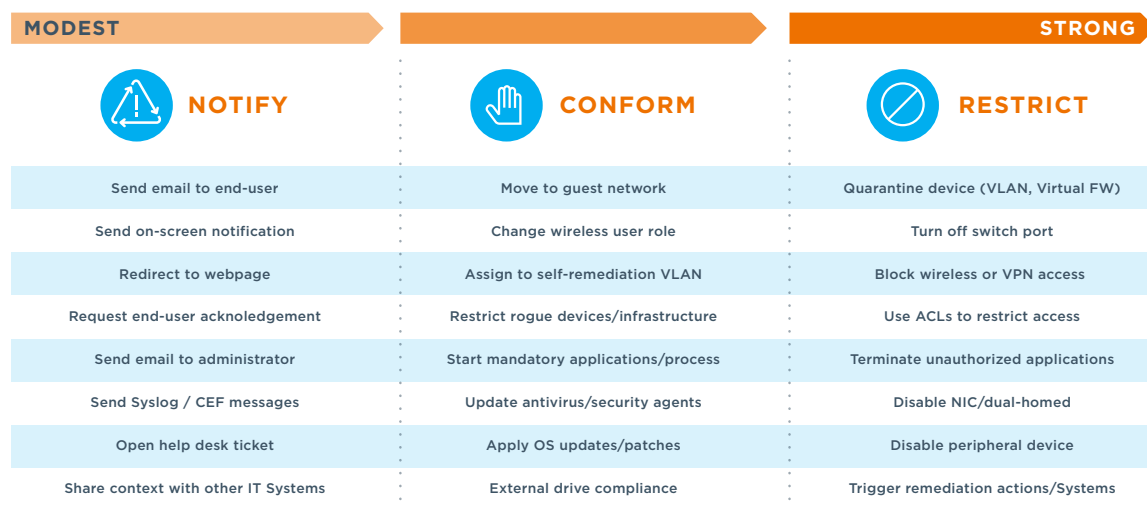 MODEST
STRONG
NOTIFY
CONFORM
RESTRICT
Send email to end-user
Move to guest network
Quarantine device (VLAN, Virtual FW)
Send on-screen notification
Change wireless user role
Turn off switch port
Redirect to webpage
Assign to self-remediation VLAN
Block wireless or VPN access
Request end-user acknoledgement
Restrict rogue devices/infrastructure
Use ACLs to restrict access
Send email to administrator
Start mandatory applications/process
Terminate unauthorized applications
Send Syslog / CEF messages
Update antivirus/security agents
Disable NIC/dual-homed
Open help desk ticket
Apply OS updates/patches
Disable peripheral device
Share context with other IT Systems
External drive compliance
Trigger remediation actions/Systems